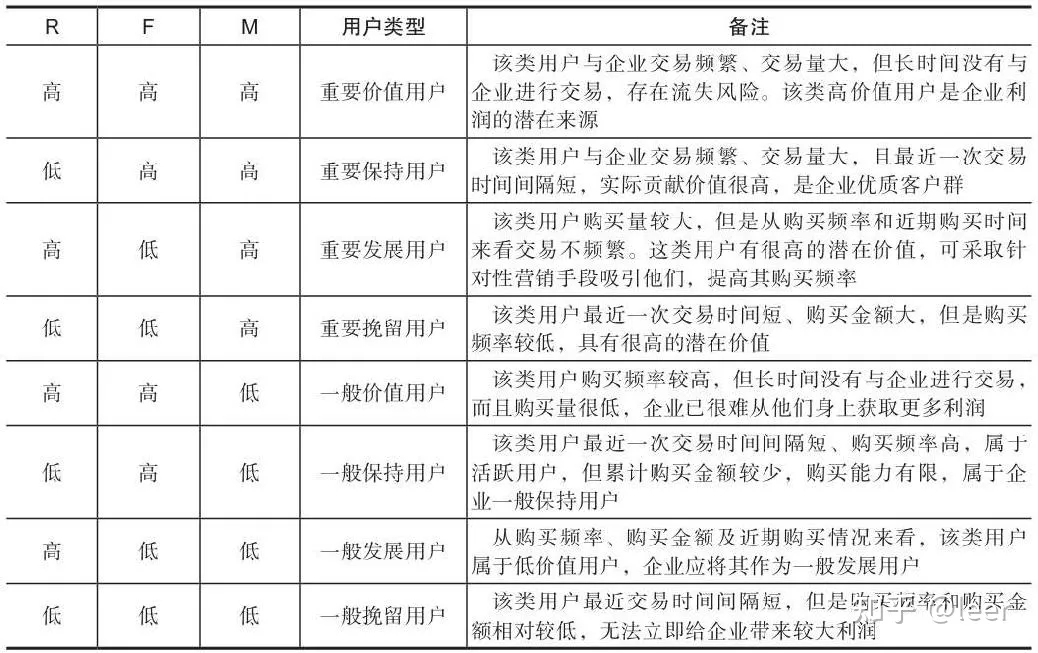 R F M 用户类型 备注
高 高 高 重要价值用户 该类用户与企业交易频繁、交易量大，但长时间没有与
企业进行交易，存在流失风险。该类高价值用户是企业利
润的潜在来源
低 高 高 重要保持用户 该类用户与企业交易频繁、交易量大，且最近一次交易
时间间隔短，实际贡献价值很高，是企业优质客户群
高 低 高 重要发展用户 该类用户购买量较大，但是从购买频率和近期购买时间
来看交易不频繁。这类用户有很高的潜在价值，可采取针
对性营销手段吸引他们，提高其购买频率
低 低 高 重要挽留用户 该类用户最近一次交易时间短、购买金额大，但是购买
频率较低，具有很高的潜在价值
高 高 低 一般价值用户 该类用户购买频率较高，但长时间没有与企业进行交易，
而且购买量很低，企业已很难从他们身上获取更多利润
低 高 低 一般保持用户 该类用户最近一次交易时间间隔短、购买频率高，属于
活跃用户，但累计购买金额较少，购买能力有限，属于企
业一般保持用户
高 低 低 一般发展用户 从购买频率、购买金额及近期购买情况来看，该类用户
属于低价值用户，企业应将其作为一般发展用户
低 低 低 一般挽留用户 该类用户最近交易时间间隔短，但是购买频率和购买金
额相对较低，无法立即给企业带来较大利润
知乎 @leer